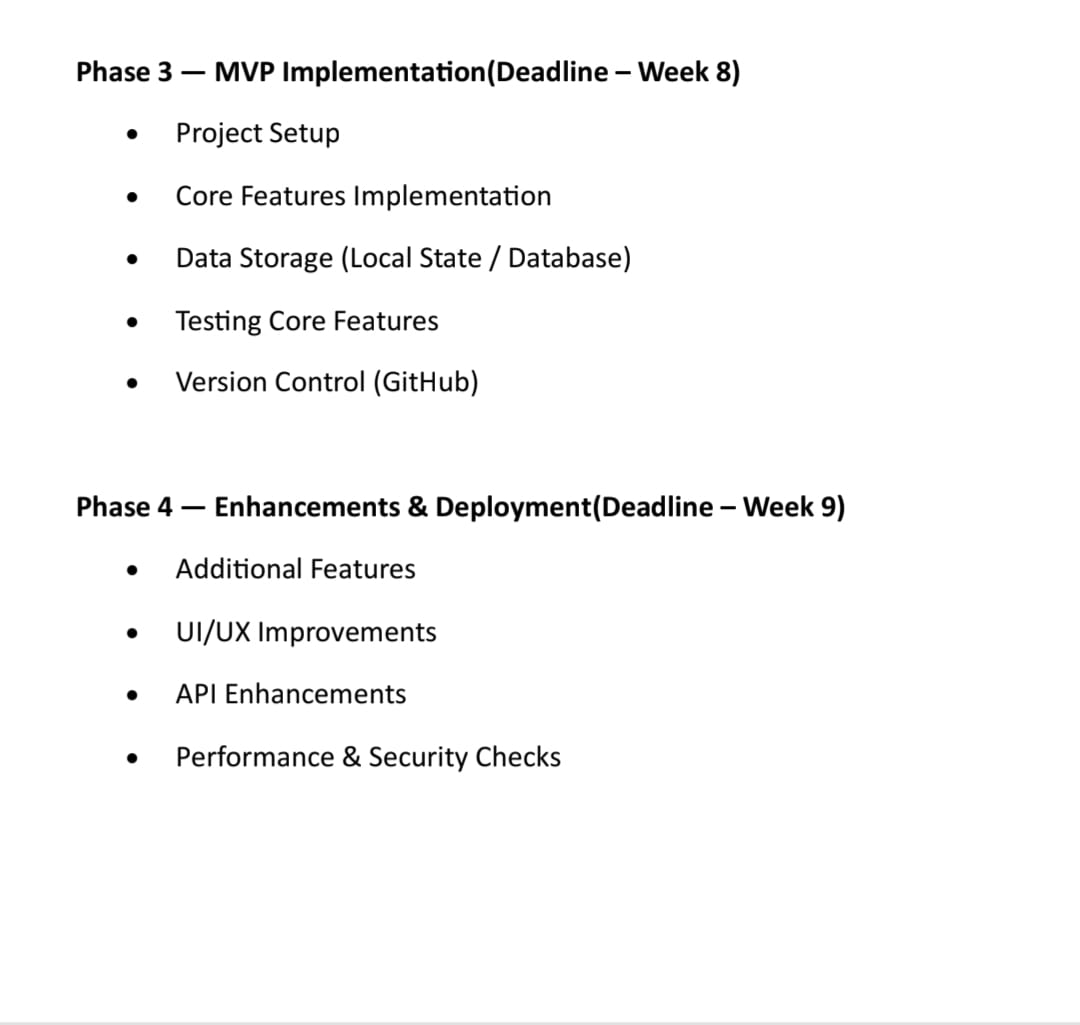 Phase 3 — MVP Implementation(Deadline – Week 8)
• Project Setup
• Core Features Implementation
• Data Storage (Local State / Database)
• Testing Core Features
• Version Control (GitHub)
Phase 4 — Enhancements & Deployment(Deadline – Week 9)
• Additional Features
• UI/UX Improvements
• API Enhancements
• Performance & Security Checks